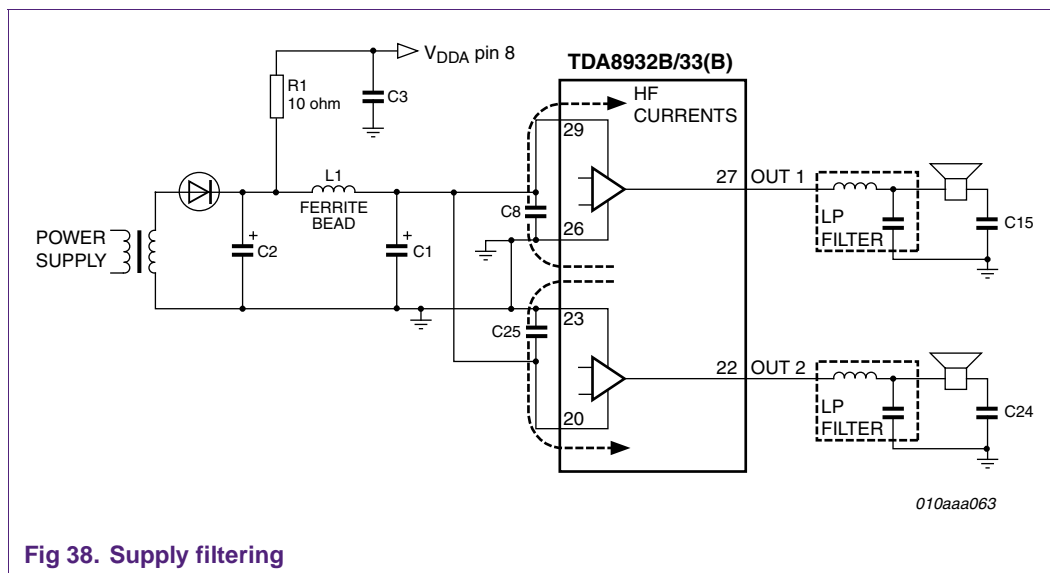 V_DDA pin 8
R1
10 ohm
C3
TDA8932B/33(B)
HF
CURRENTS
29
L1
FERRITE
BEAD
C8
27 OUT 1
LP
FILTER
C15
26
POWER
SUPPLY
+
C2
+
C1
23
C25
22 OUT 2
LP
FILTER
C24
20
010aaa063
Fig 38. Supply filtering